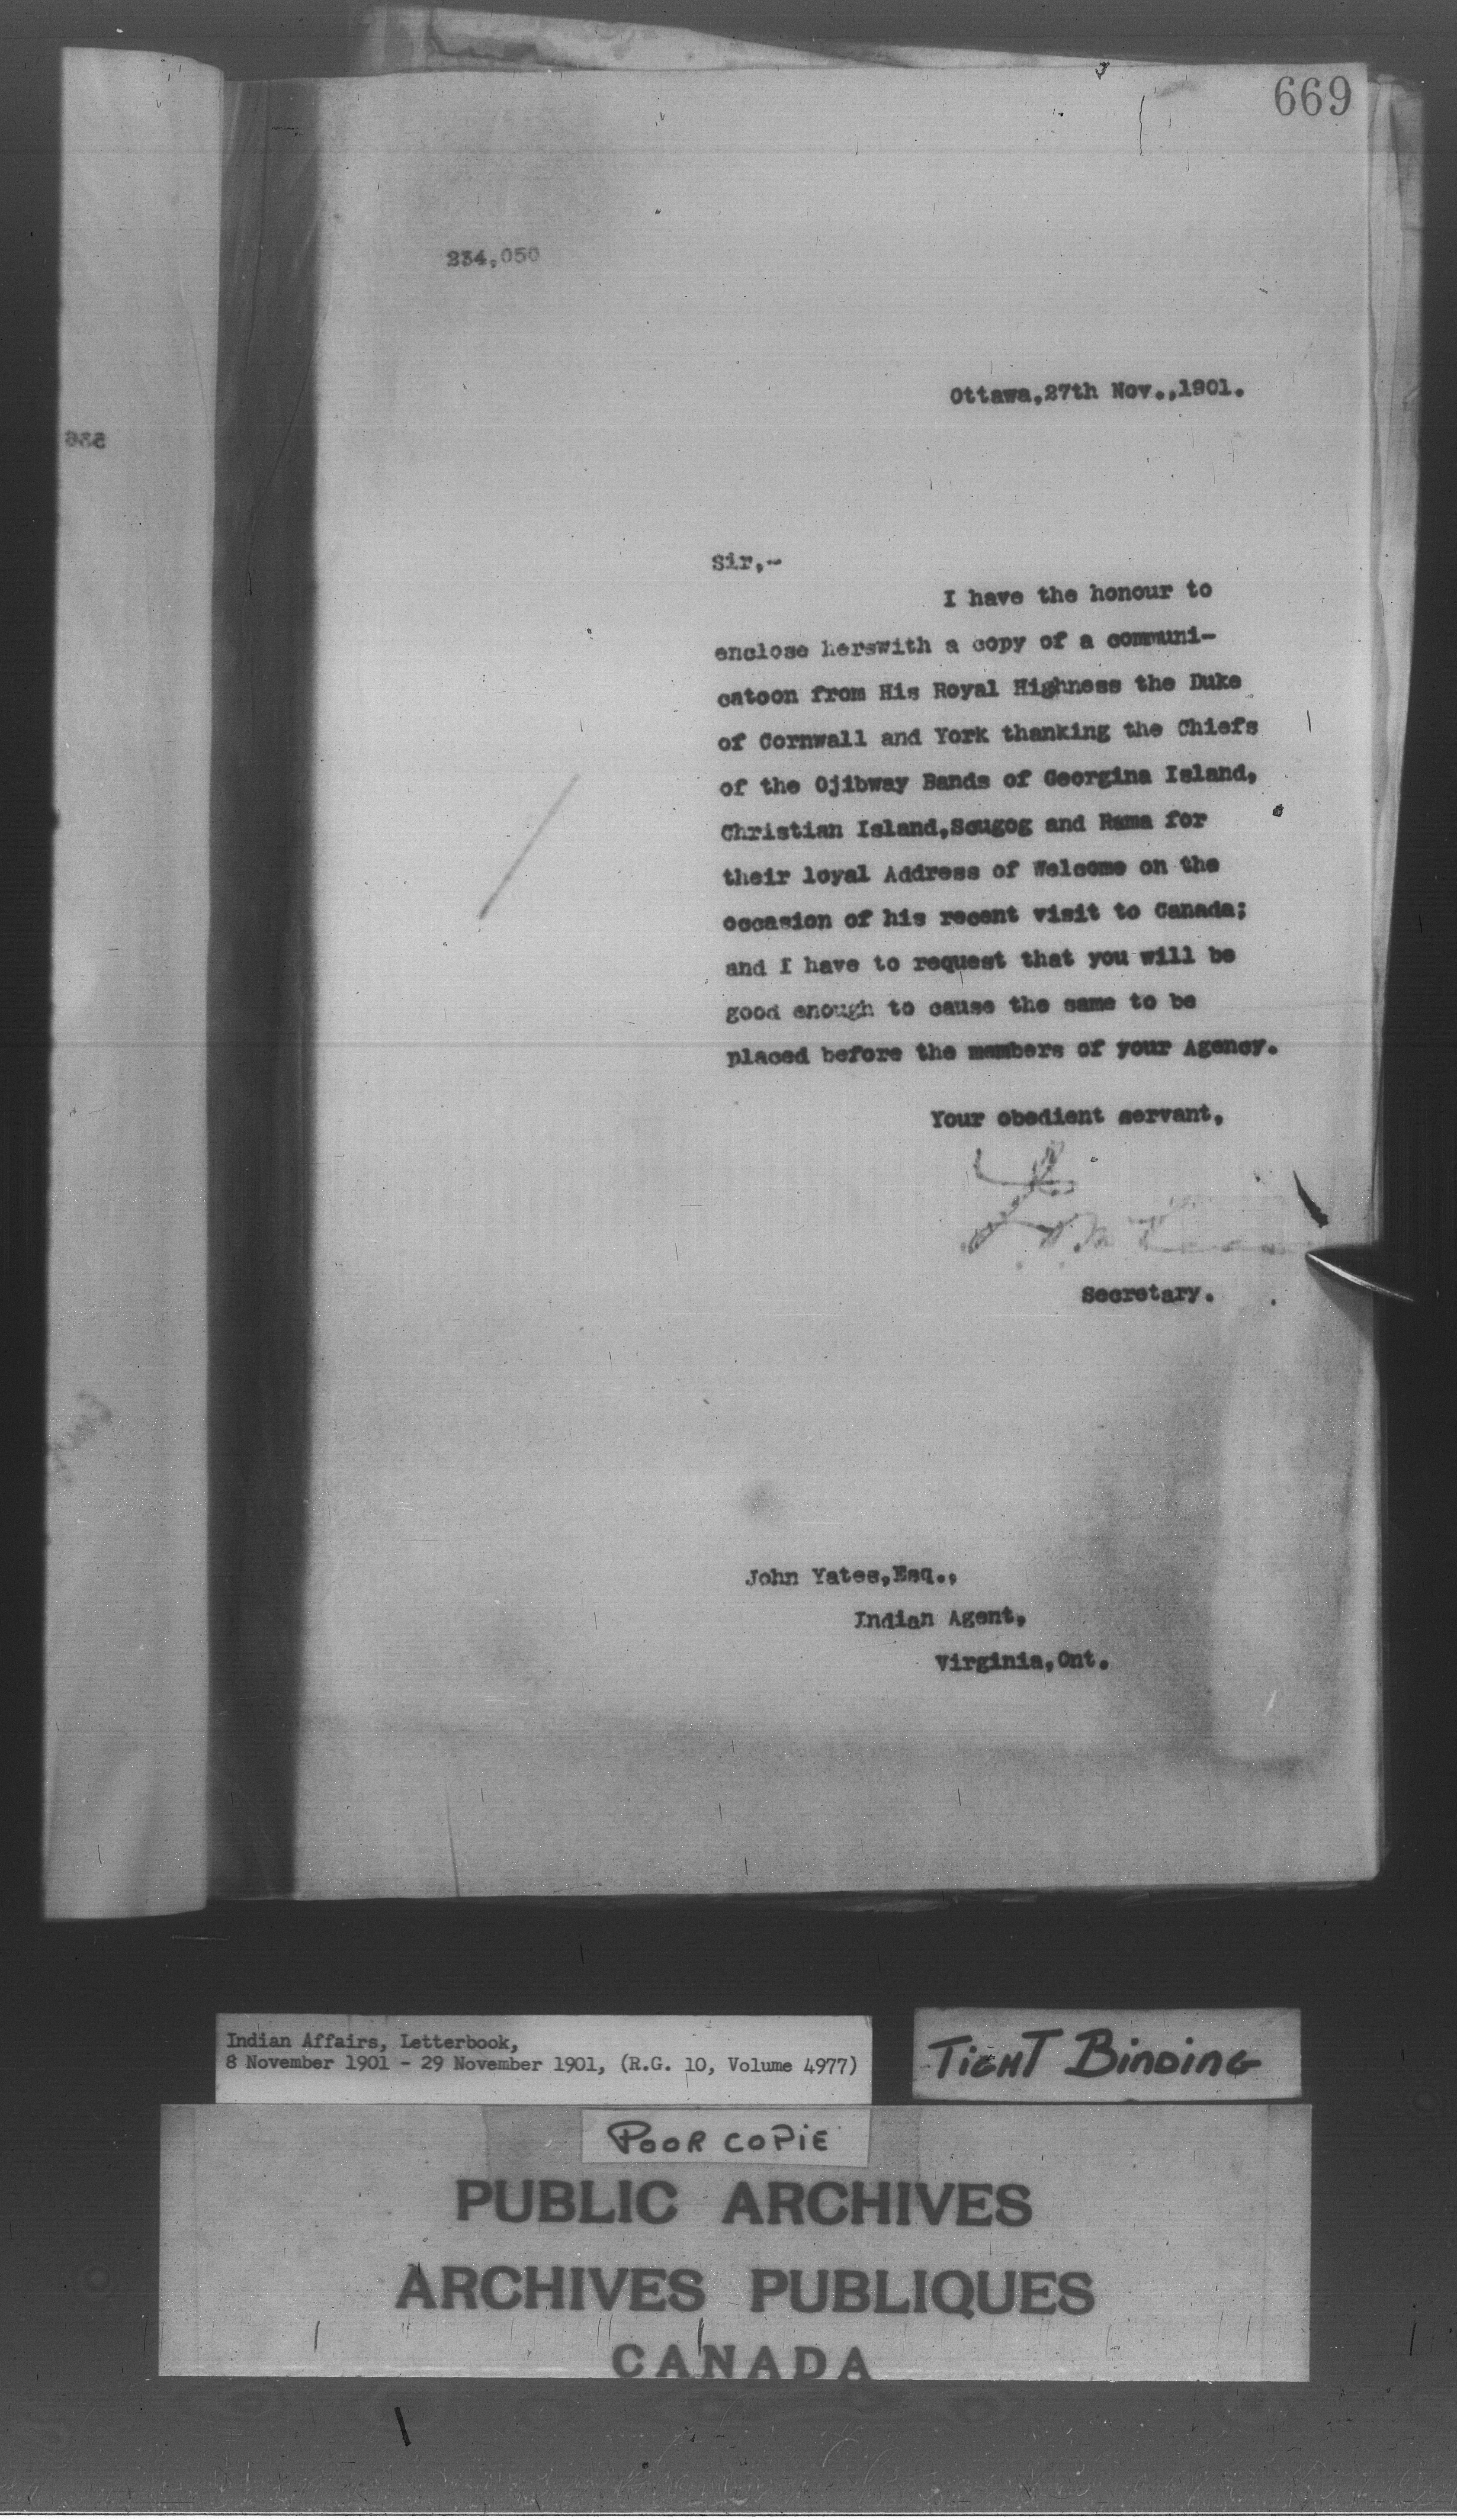 669
234,050
Ottawa,27th Nov.,1901.
Sir,-
I have the honour to
enclose herewith a copy of a communi-
catoon from His Royal Highness the Duke
of Cornwall and York thanking the Chiefs
of the Ojibway Bands of Georgina Island,
Christian Island,Scugog and Rama for
their loyal Address of Welcome on the
occasion of his recent visit to Canada;
and I have to request that you will be
good enough to cause the same to be
placed before the members of your Agency.
Your obedient servant,
Secretary.
John Yates,Esq.,
Indian Agent,
Virginia,Ont.
Indian Affairs, Letterbook,
8 November 1901 - 29 November 1901, (R.G. 10, Volume 4977)
TIGHT BINDING
POOR COPIE
PUBLIC ARCHIVES
ARCHIVES PUBLIQUES
CANADA